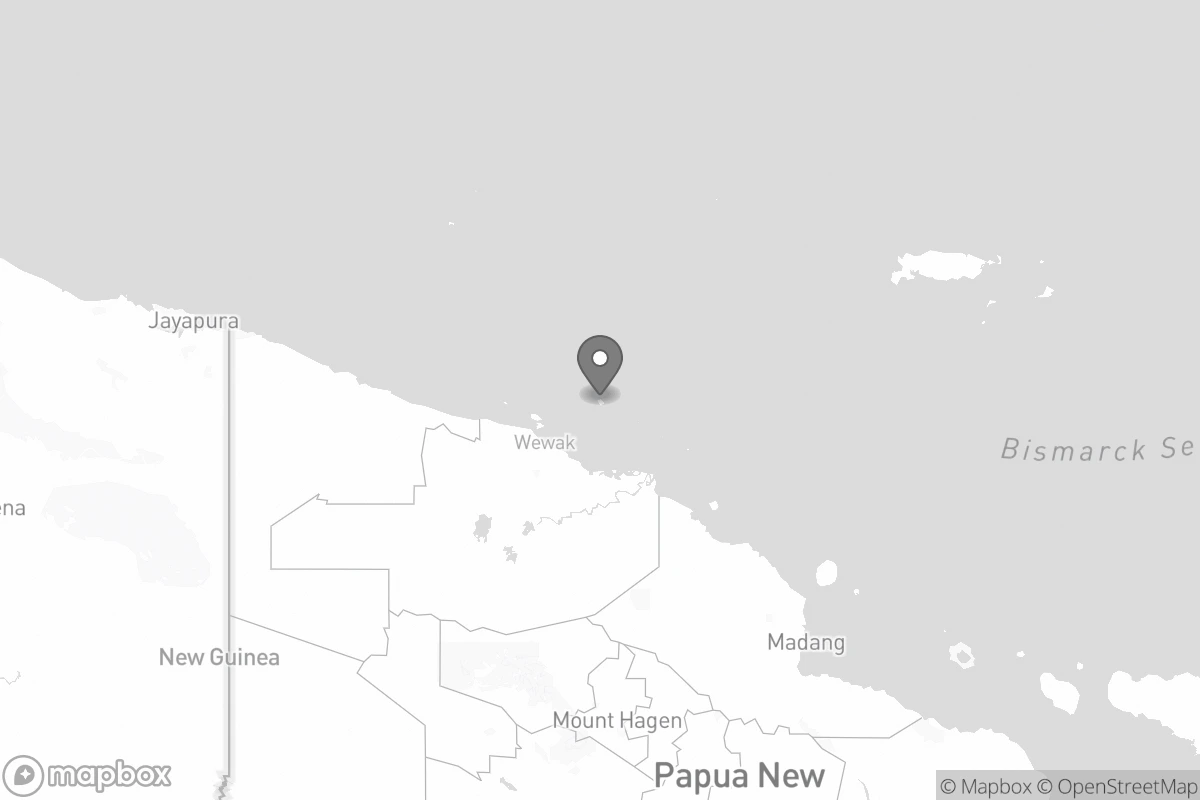 Jayapura
Wewak
Bismarck Se
ena
Madang
New Guinea
Mount Hagen
Papua New
mapbox
© Mapbox © OpenStreetMap